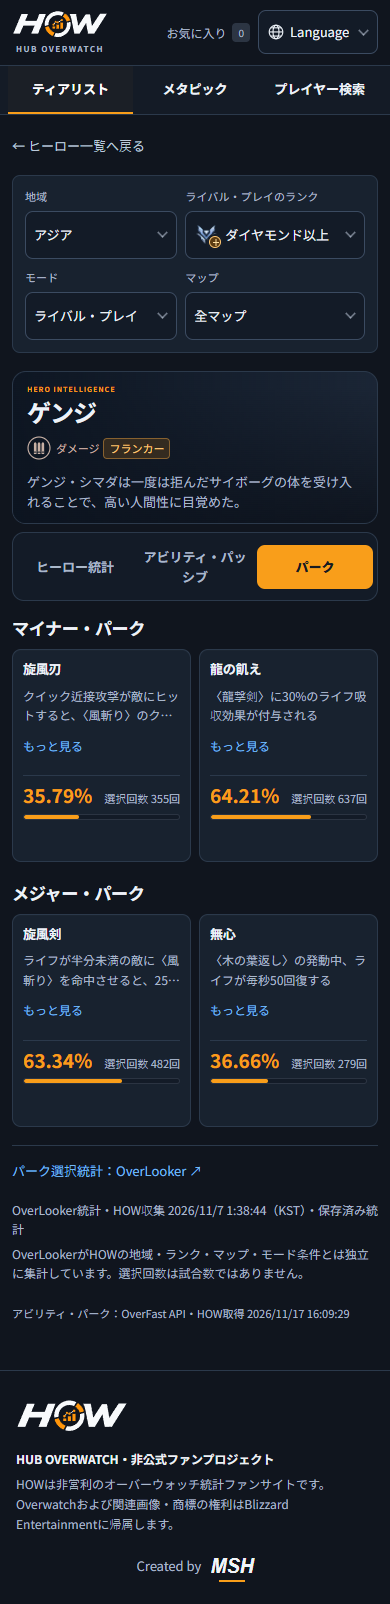 HOW
HUB OVERWATCH
お気に入り 0
Language
ティアリスト メタピック プレイヤー検索
← ヒーロー一覧へ戻る
地域 ライバル・プレイのランク
アジア ダイヤモンド以上
モード マップ
ライバル・プレイ 全マップ
HERO INTELLIGENCE
ゲンジ
ダメージ フランカー
ゲンジ・シマダは一度は拒んだサイボーグの体を受け入
れることで、高い人間性に目覚めた。
ヒーロー統計
アビリティ・パッ
シブ
パーク
マイナー・パーク
旋風刃
クイック近接攻撃が敵にヒッ
トすると、〈風斬り〉のク…
もっと見る
35.79% 選択回数 355回
龍の飢え
〈龍撃剣〉に30%のライフ吸
収効果が付与される
もっと見る
64.21% 選択回数 637回
メジャー・パーク
旋風剣
ライフが半分未満の敵に〈風
斬り〉を命中させると、25…
もっと見る
63.34% 選択回数 482回
無心
〈木の葉返し〉の発動中、ラ
イフが毎秒50回復する
もっと見る
36.66% 選択回数 279回
パーク選択統計：OverLooker ↗
OverLooker統計・HOW収集 2026/11/7 1:38:44（KST）・保存済み統
計
OverLookerがHOWの地域・ランク・マップ・モード条件とは独立
に集計しています。選択回数は試合数ではありません。
アビリティ・パーク：OverFast API・HOW取得 2026/11/17 16:09:29
HOW
HUB OVERWATCH・非公式ファンプロジェクト
HOWは非営利のオーバーウォッチ統計ファンサイトです。
Overwatchおよび関連画像・商標の権利はBlizzard
Entertainmentに帰属します。
Created by MSH